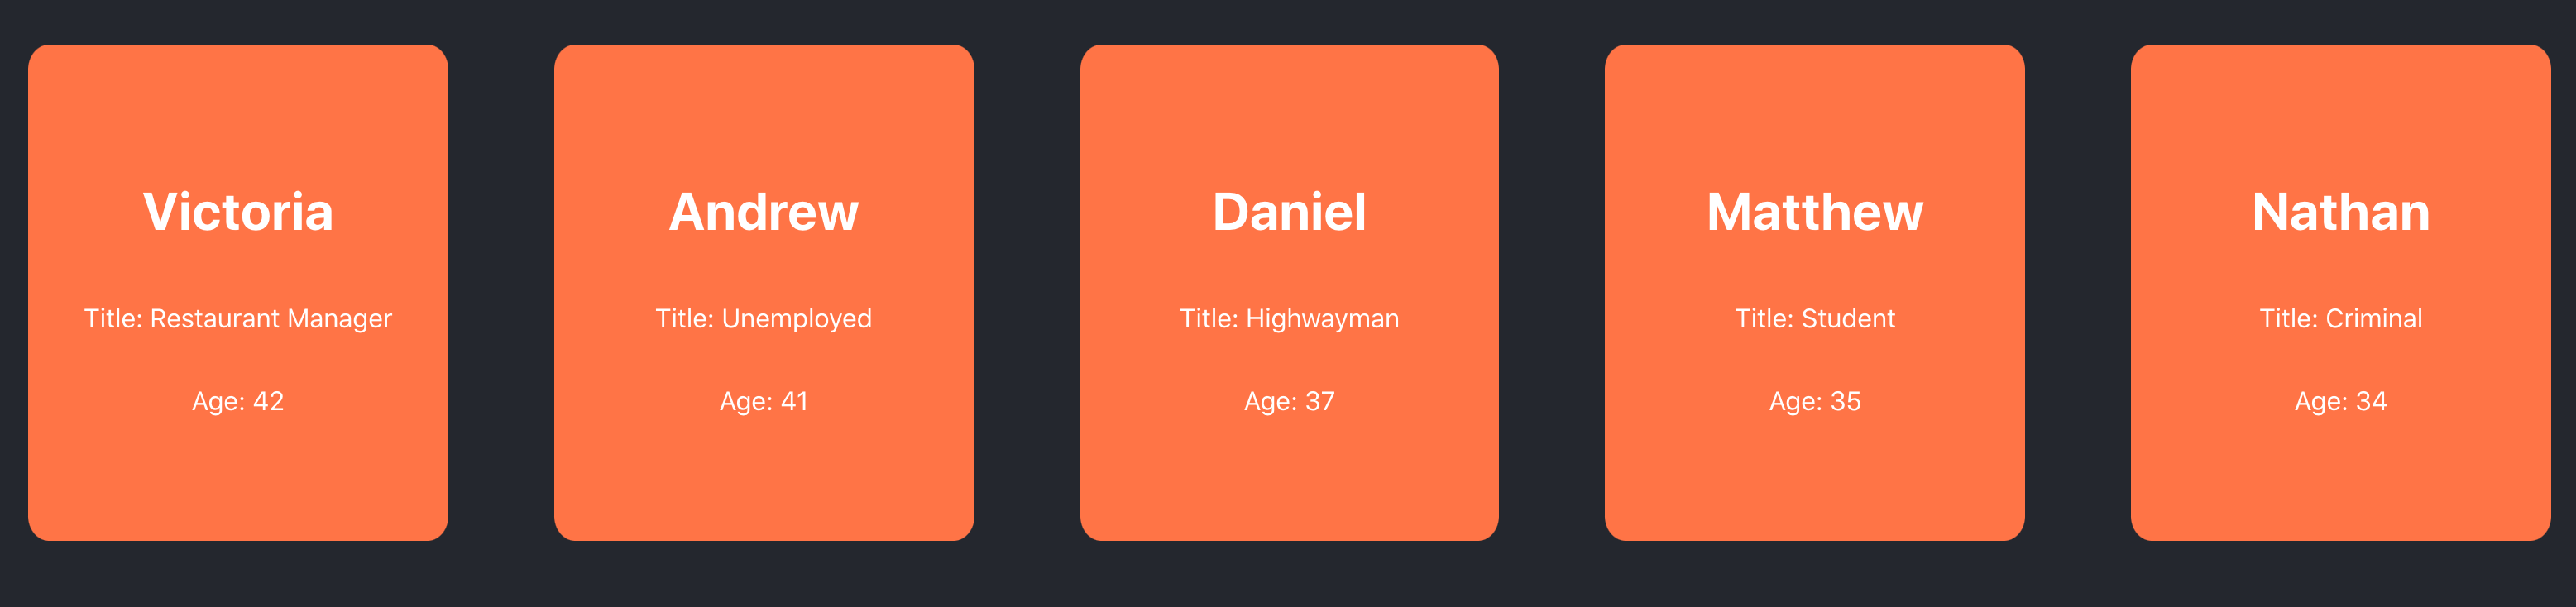 Victoria
Title: Restaurant Manager
Age: 42
Andrew
Title: Unemployed
Age: 41
Daniel
Title: Highwayman
Age: 37
Matthew
Title: Student
Age: 35
Nathan
Title: Criminal
Age: 34